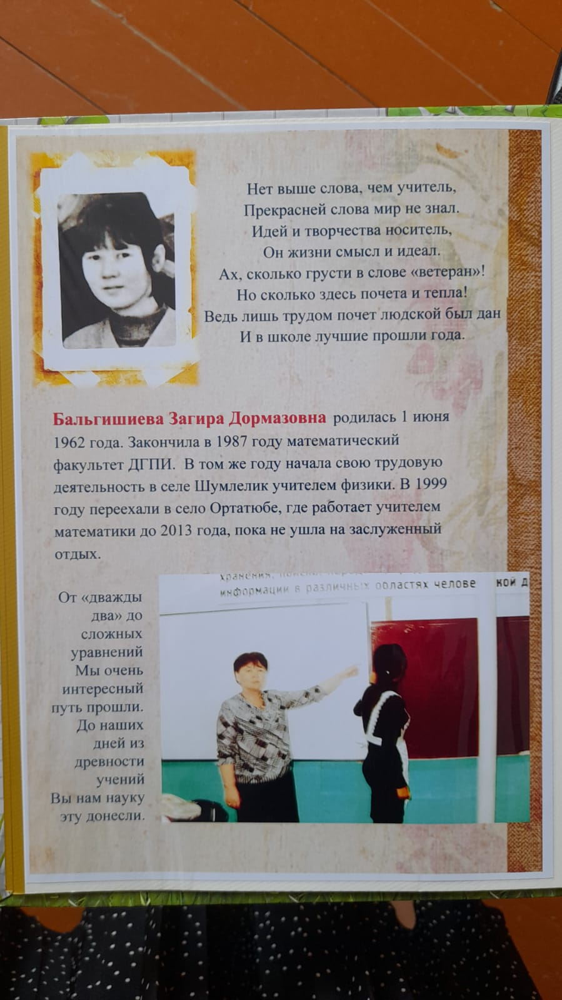 Нет выше слова, чем учитель,
Прекрасней слова мир не знал.
Идей и творчества носитель,
Он жизни смысл и идеал.
Ах, сколько грусти в слове «ветеран»!
Но сколько здесь почета и тепла!
Ведь лишь трудом почет людской был дан
И в школе лучшие прошли года.
Бальгишиева Загира Дормазовна родилась 1 июня
1962 года. Закончила в 1987 году математический
факультет ДГПИ. В том же году начала свою трудовую
деятельность в селе Шумлелик учителем физики. В 1999
году переехали в село Ортатюбе, где работает учителем
математики до 2013 года, пока не ушла на заслуженный
отдых.
хранения,
информации в различных областях челове кой д
От «дважды
два» до
сложных
уравнений
Мы очень
интересный
путь прошли.
До наших
дней из
древности
учений
Вы нам науку
эту донесли.